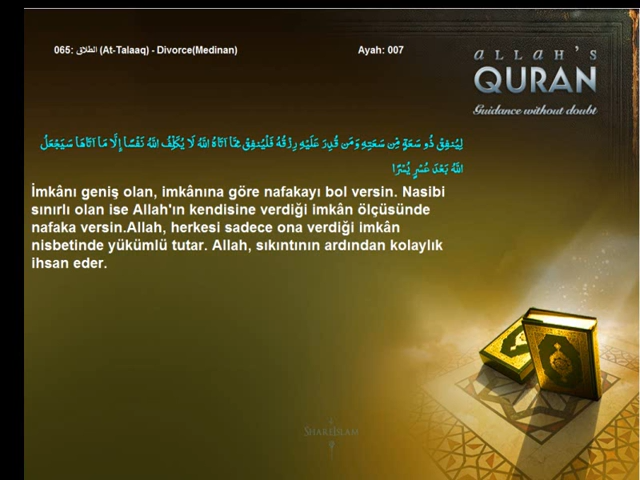 065: الطلاق (At-Talaaq) - Divorce(Medinan)
Ayah: 007
ALLAH'S
QURAN
Guidance without doubt
لِيُنفِقْ ذُو سَعَةٍ مِّن سَعَتِهِ وَمَن قُدِرَ عَلَيْهِ رِزْقُهُ فَلْيُنفِقْ مِمَّا آتَاهُ اللَّهُ لَا يُكَلِّفُ اللَّهُ نَفْسًا إِلَّا مَا آتَاهَا سَيَجْعَلُ
اللَّهُ بَعْدَ عُسْرٍ يُسْرًا
İmkânı geniş olan, imkânına göre nafakayı bol versin. Nasibi
sınırlı olan ise Allah'ın kendisine verdiği imkân ölçüsünde
nafaka versin.Allah, herkesi sadece ona verdiği imkân
nisbetinde yükümlü tutar. Allah, sıkıntının ardından kolaylık
ihsan eder.
SHAREISLAM